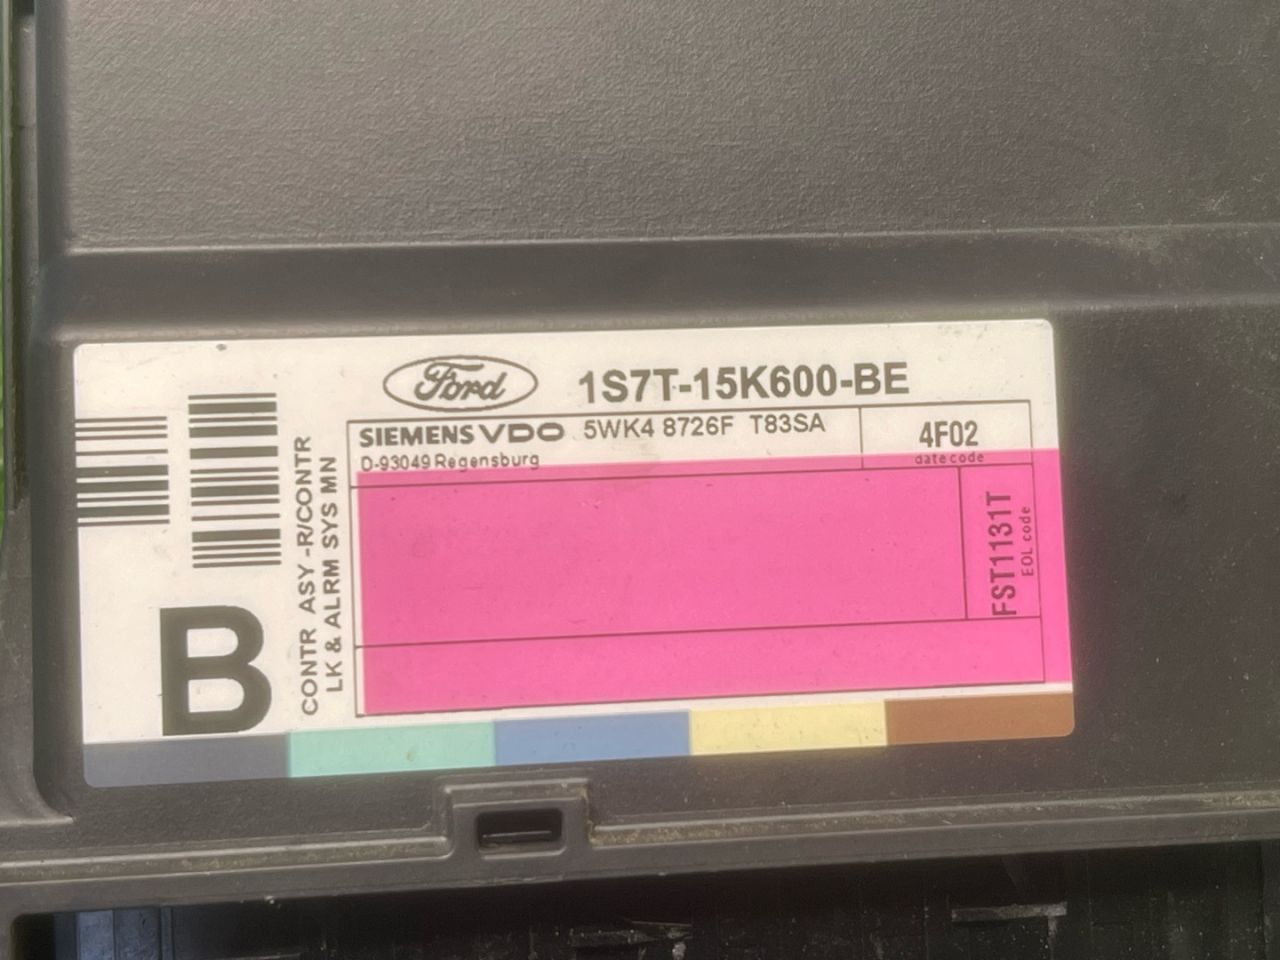 Ford 1S7T-15K600-BE
SIEMENS VDO 5WK4 8726F T83SA
4F02
D-93049 Regensburg
date code
FST1131T
EOL code
CONTR ASY -R/CONTR
LK & ALRM SYS MN
B